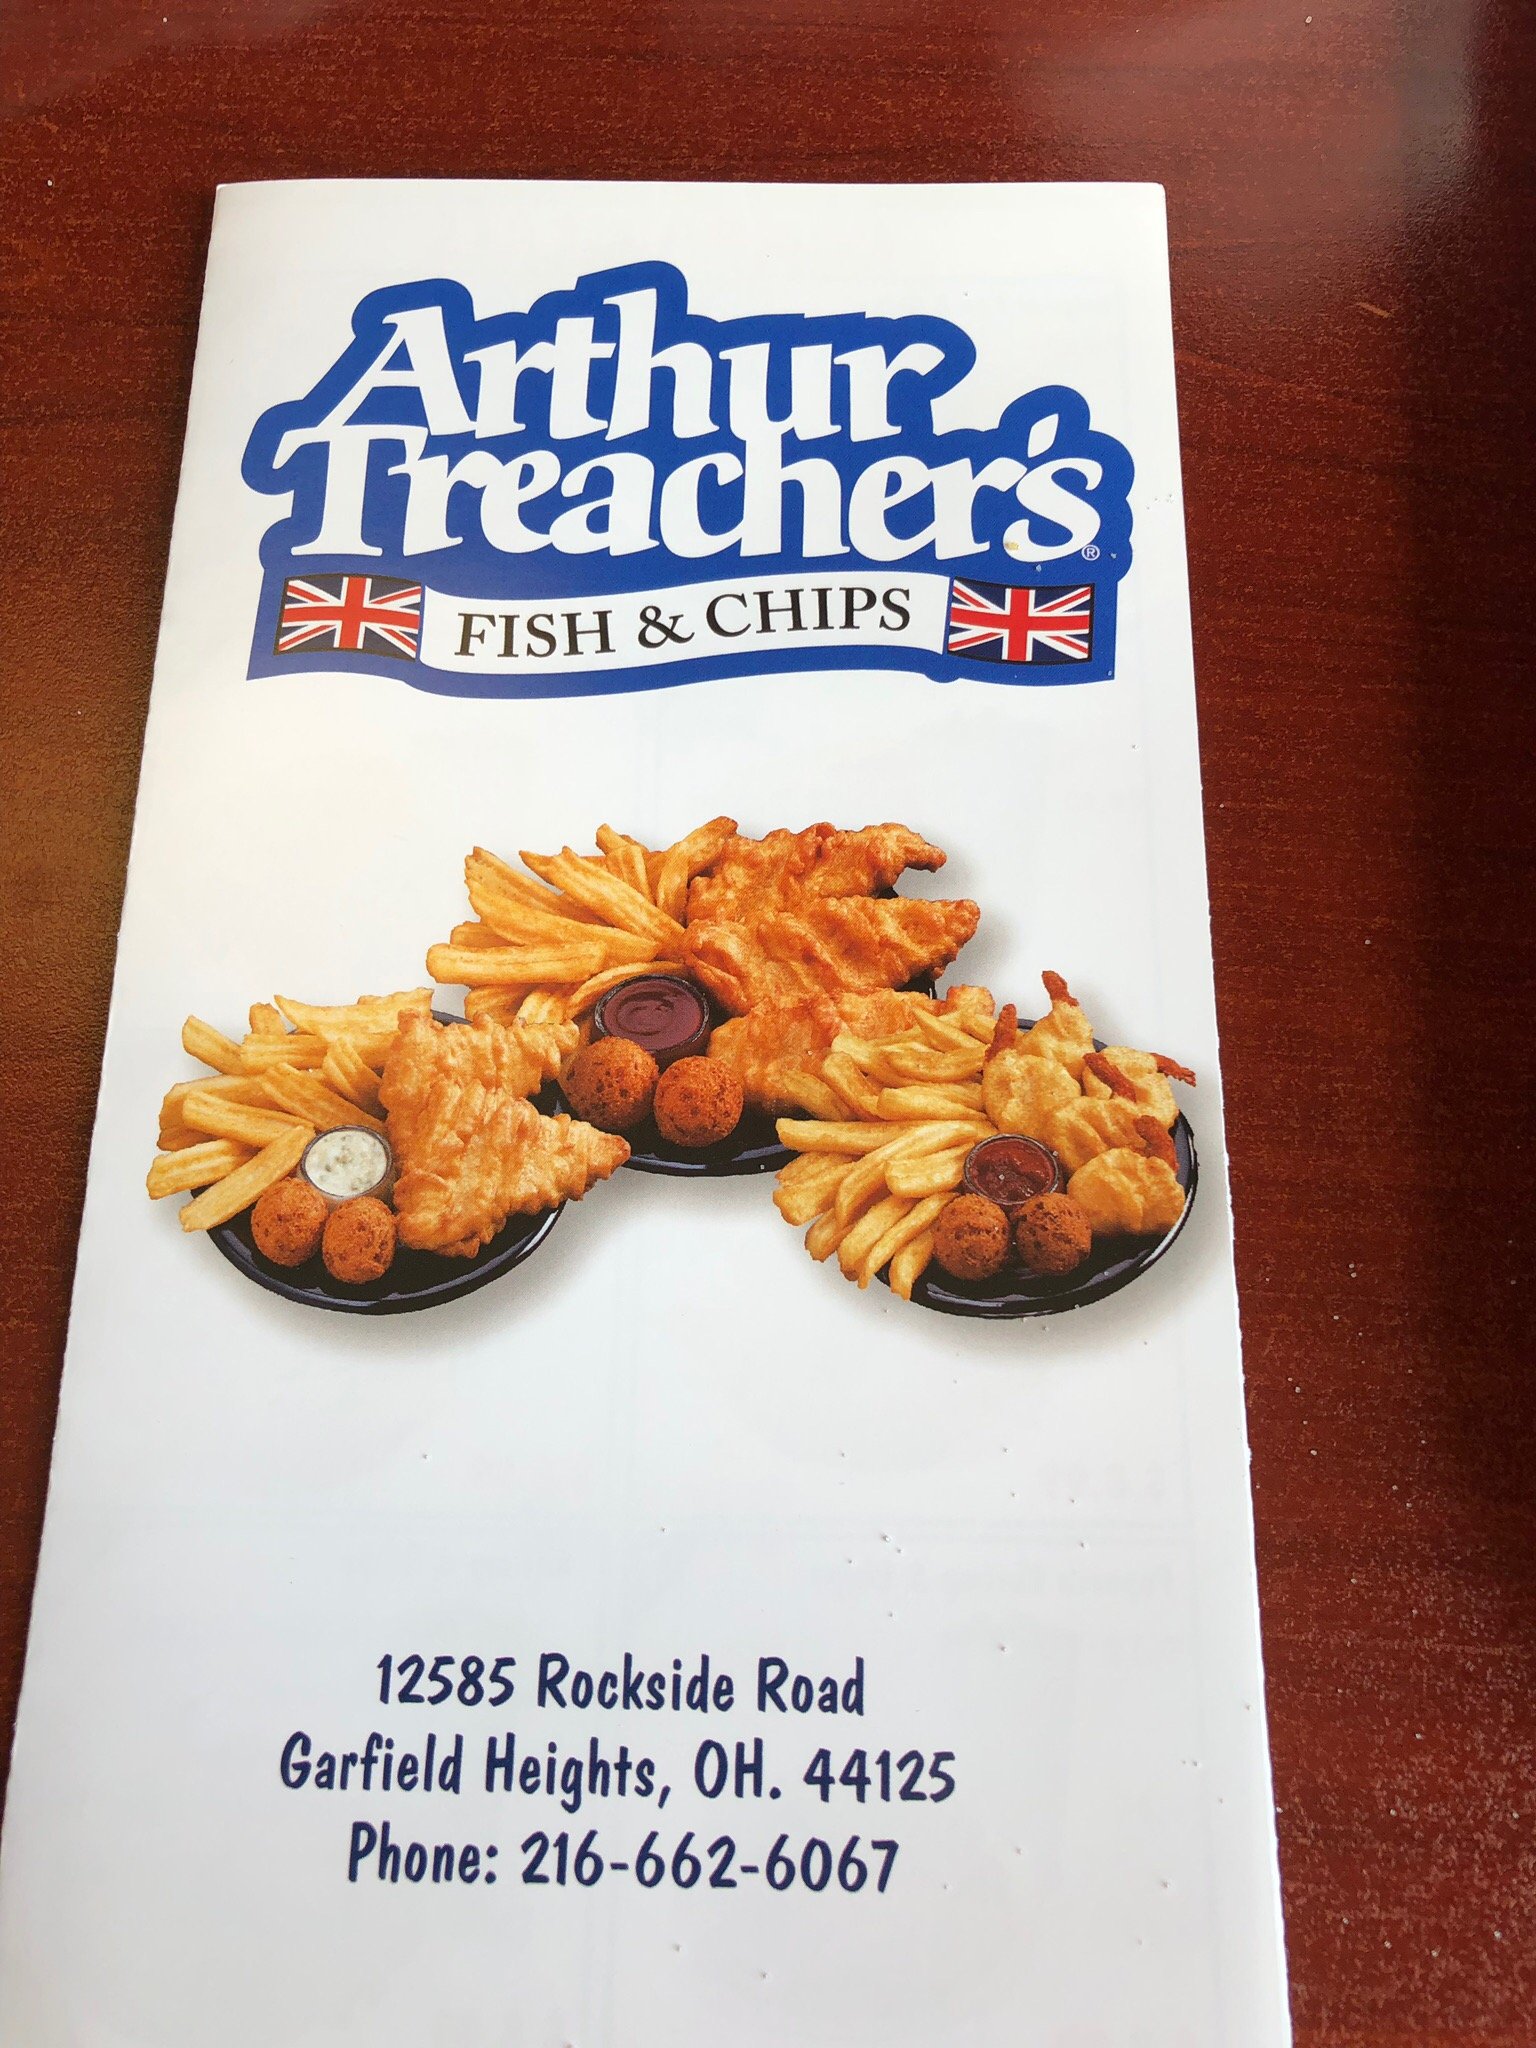 Arthur
Treacher's®
FISH & CHIPS
12585 Rockside Road
Garfield Heights, OH. 44125
Phone: 216-662-6067